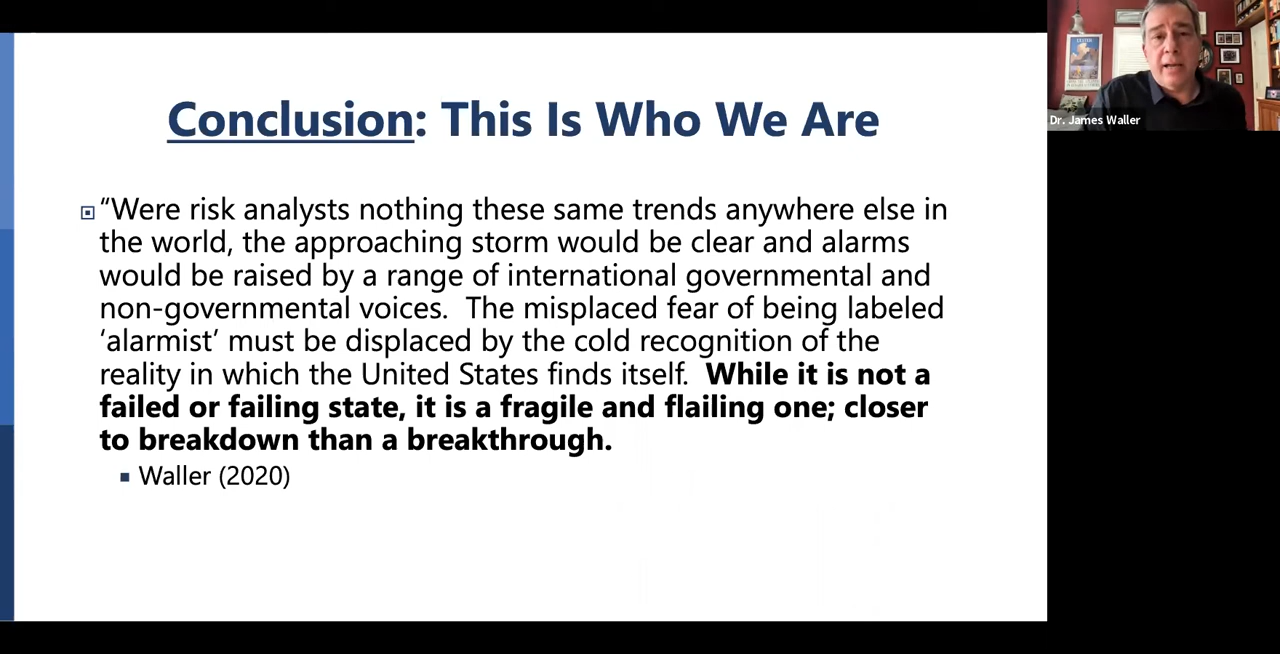 Conclusion: This Is Who We Are
“Were risk analysts nothing these same trends anywhere else in
the world, the approaching storm would be clear and alarms
would be raised by a range of international governmental and
non-governmental voices.  The misplaced fear of being labeled
‘alarmist’ must be displaced by the cold recognition of the
reality in which the United States finds itself.  While it is not a
failed or failing state, it is a fragile and flailing one; closer
to breakdown than a breakthrough.
Waller (2020)
Dr. James Waller